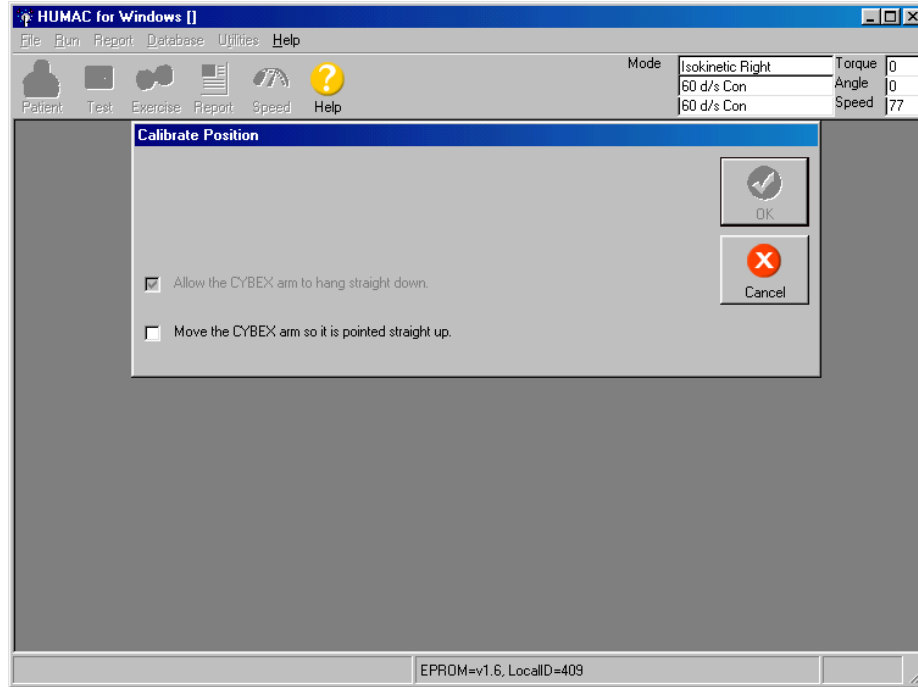 HUMAC for Windows []
File Run Report Database Utilities Help
Patient Test Exercise Report Speed Help
Mode Isokinetic Right Torque 0
60 d/s Con Angle 0
60 d/s Con Speed 77
Calibrate Position
OK
Allow the CYBEX arm to hang straight down.
Cancel
Move the CYBEX arm so it is pointed straight up.
EPROM=v1.6, LocalID=409